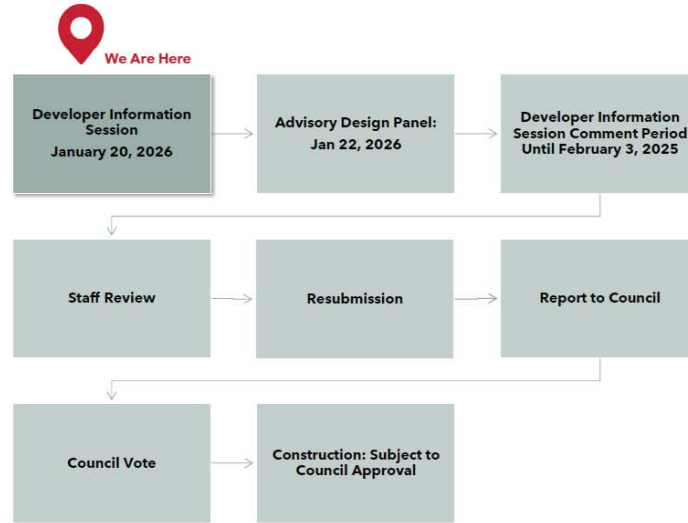 We Are Here
Developer Information
Session
January 20, 2026
Advisory Design Panel:
Jan 22, 2026
Developer Information
Session Comment Period
Until February 3, 2025
Staff Review
Resubmission
Report to Council
Council Vote
Construction: Subject to
Council Approval